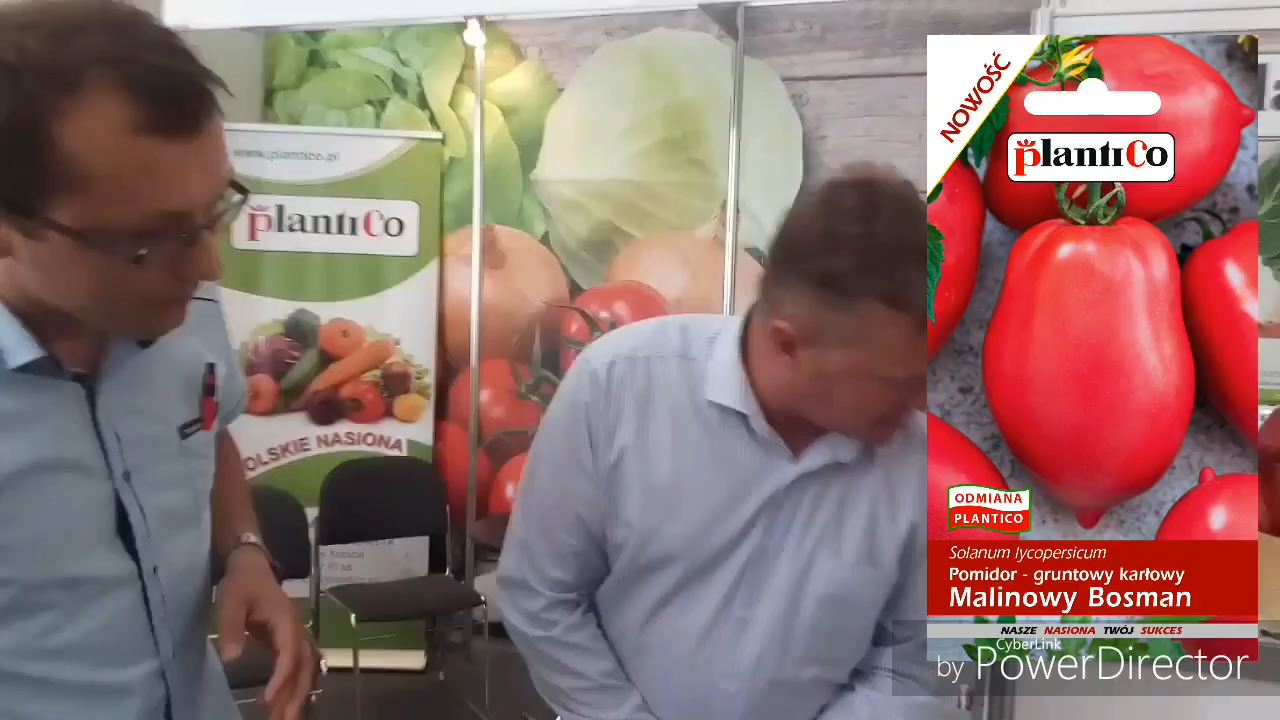 www.plantico.pl
plantiCo
POLSKIE NASIONA
NOWOŚĆ
plantiCo
ODMIANA
PLANTICO
Solanum lycopersicum
Pomidor - gruntowy karłowy
Malinowy Bosman
NASZE NASIONA TWÓJ SUKCES
CyberLink
by PowerDirector